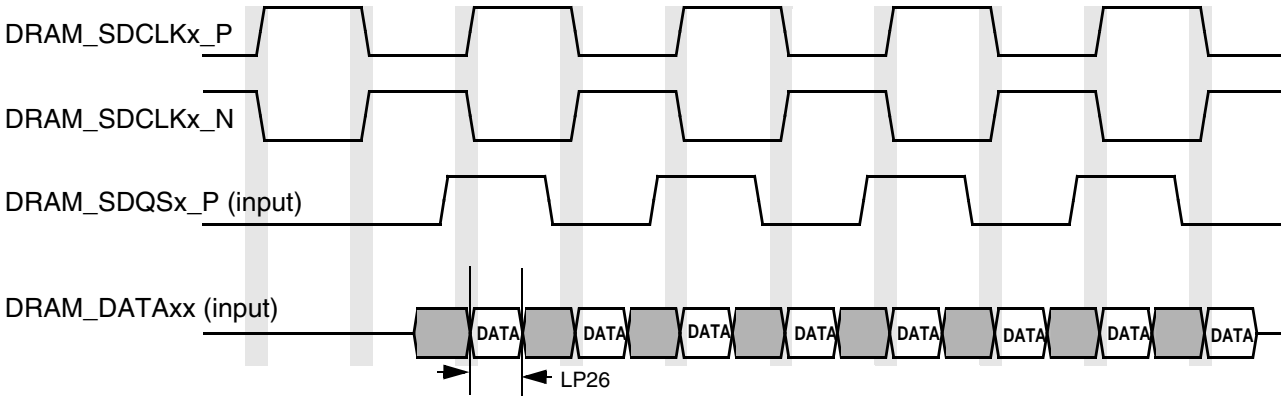 DRAM_SDCLKx_P
DRAM_SDCLKx_N
DRAM_SDQSx_P (input)
DRAM_DATAxx (input)
DATA DATA DATA DATA DATA DATA DATA DATA
LP26